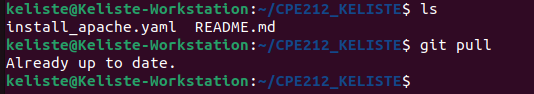 keliste@Keliste-Workstation:~/CPE212_KELISTE$ ls
install_apache.yaml  README.md
keliste@Keliste-Workstation:~/CPE212_KELISTE$ git pull
Already up to date.
keliste@Keliste-Workstation:~/CPE212_KELISTE$